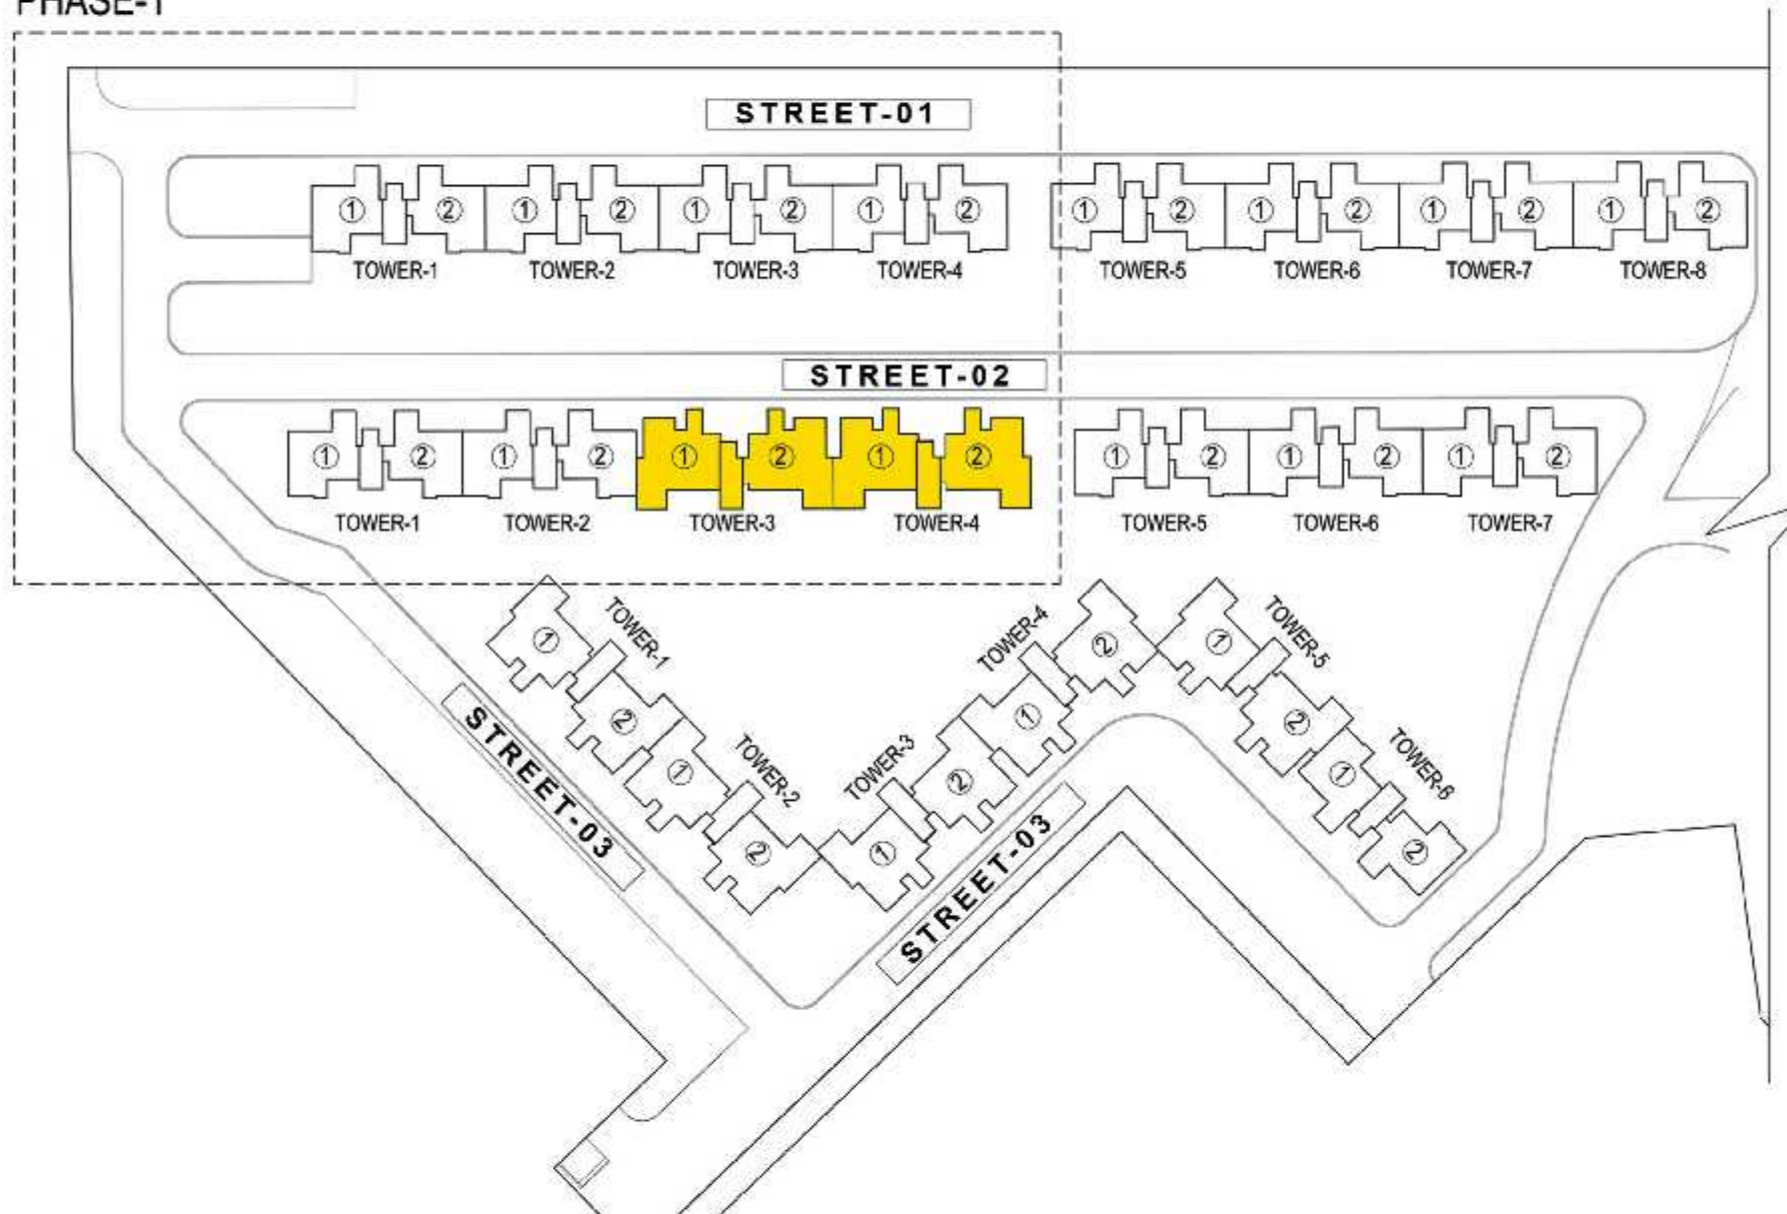 PHASE-1
STREET-01
1 2 1 2 1 2 1 2 1 2 1 2 1 2 1 2
TOWER-1 TOWER-2 TOWER-3 TOWER-4 TOWER-5 TOWER-6 TOWER-7 TOWER-8
STREET-02
1 2 1 2 1 2 1 2 1 2 1 2 1 2
TOWER-1 TOWER-2 TOWER-3 TOWER-4 TOWER-5 TOWER-6 TOWER-7
TOWER-1
1 2
TOWER-2
1 2
STREET-03
TOWER-3
1 2
TOWER-4
1 2
STREET-03
TOWER-5
1 2
TOWER-6
1 2